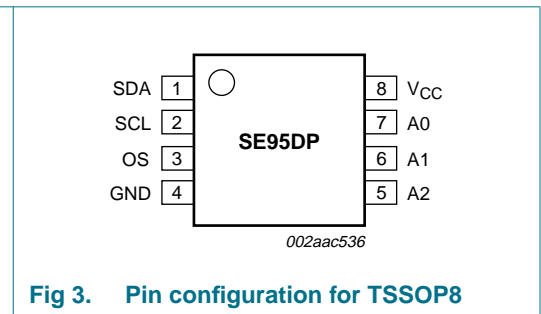 SDA 1 8 VCC
SCL 2 7 A0
SE95DP
OS 3 6 A1
GND 4 5 A2
002aac536
Fig 3. Pin configuration for TSSOP8